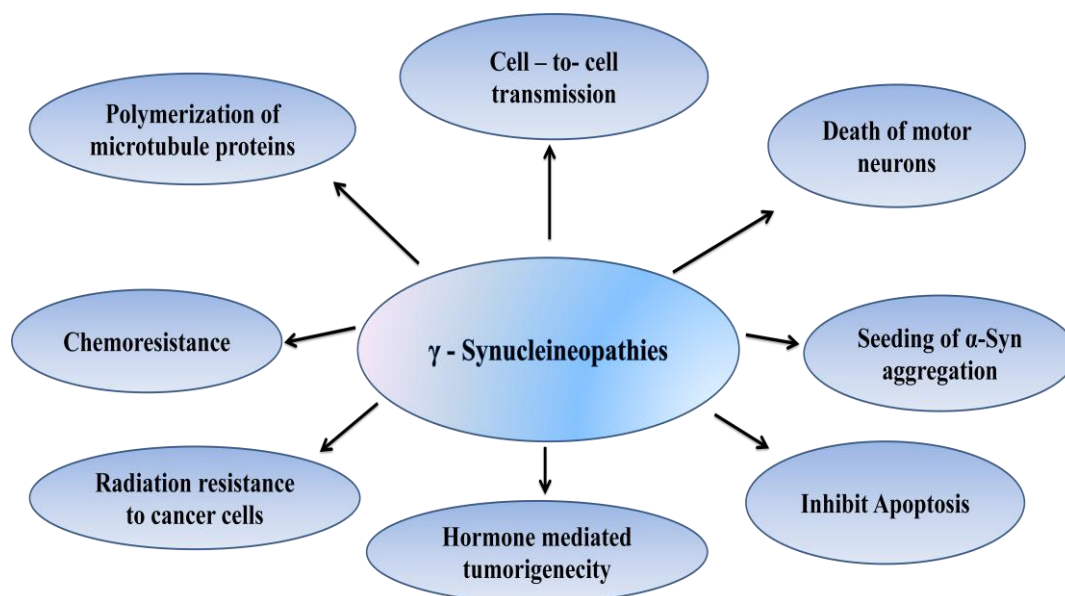 Cell – to- cell
transmission
Polymerization of
microtubule proteins
Death of motor
neurons
Chemoresistance
γ - Synucleineopathies
Seeding of α-Syn
aggregation
Radiation resistance
to cancer cells
Inhibit Apoptosis
Hormone mediated
tumorigenecity